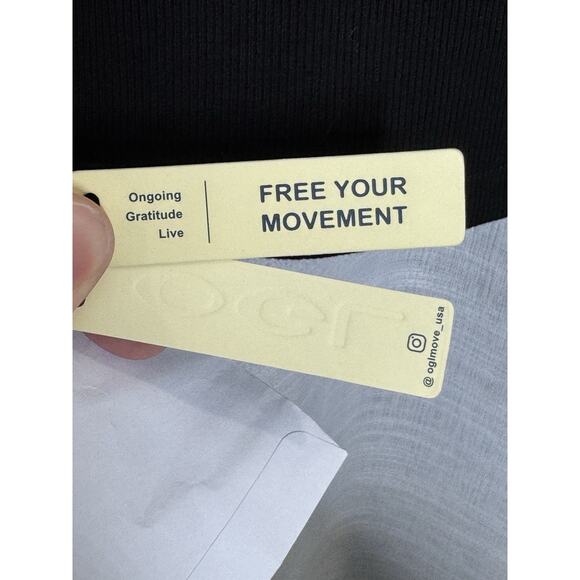 Ongoing
Gratitude
Live
FREE YOUR
MOVEMENT
OGL
@ oglmove_usa